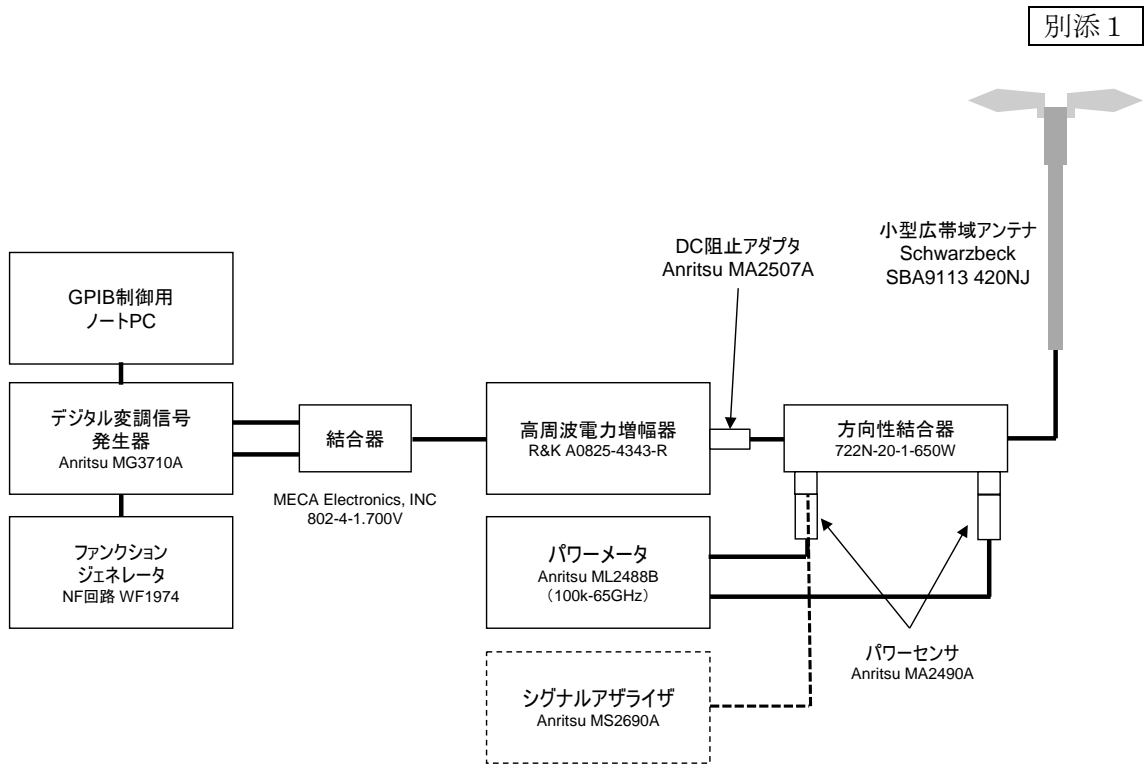 別添１
小型広帯域アンテナ
Schwarzbeck
SBA9113 420NJ
DC阻止アダプタ
Anritsu MA2507A
GPIB制御用
ノートPC
デジタル変調信号
発生器
Anritsu MG3710A
結合器
MECA Electronics, INC
802-4-1.700V
高周波電力増幅器
R&K A0825-4343-R
方向性結合器
722N-20-1-650W
ファンクション
ジェネレータ
NF回路 WF1974
パワーメータ
Anritsu ML2488B
（100k-65GHz）
パワーセンサ
Anritsu MA2490A
シグナルアザライザ
Anritsu MS2690A